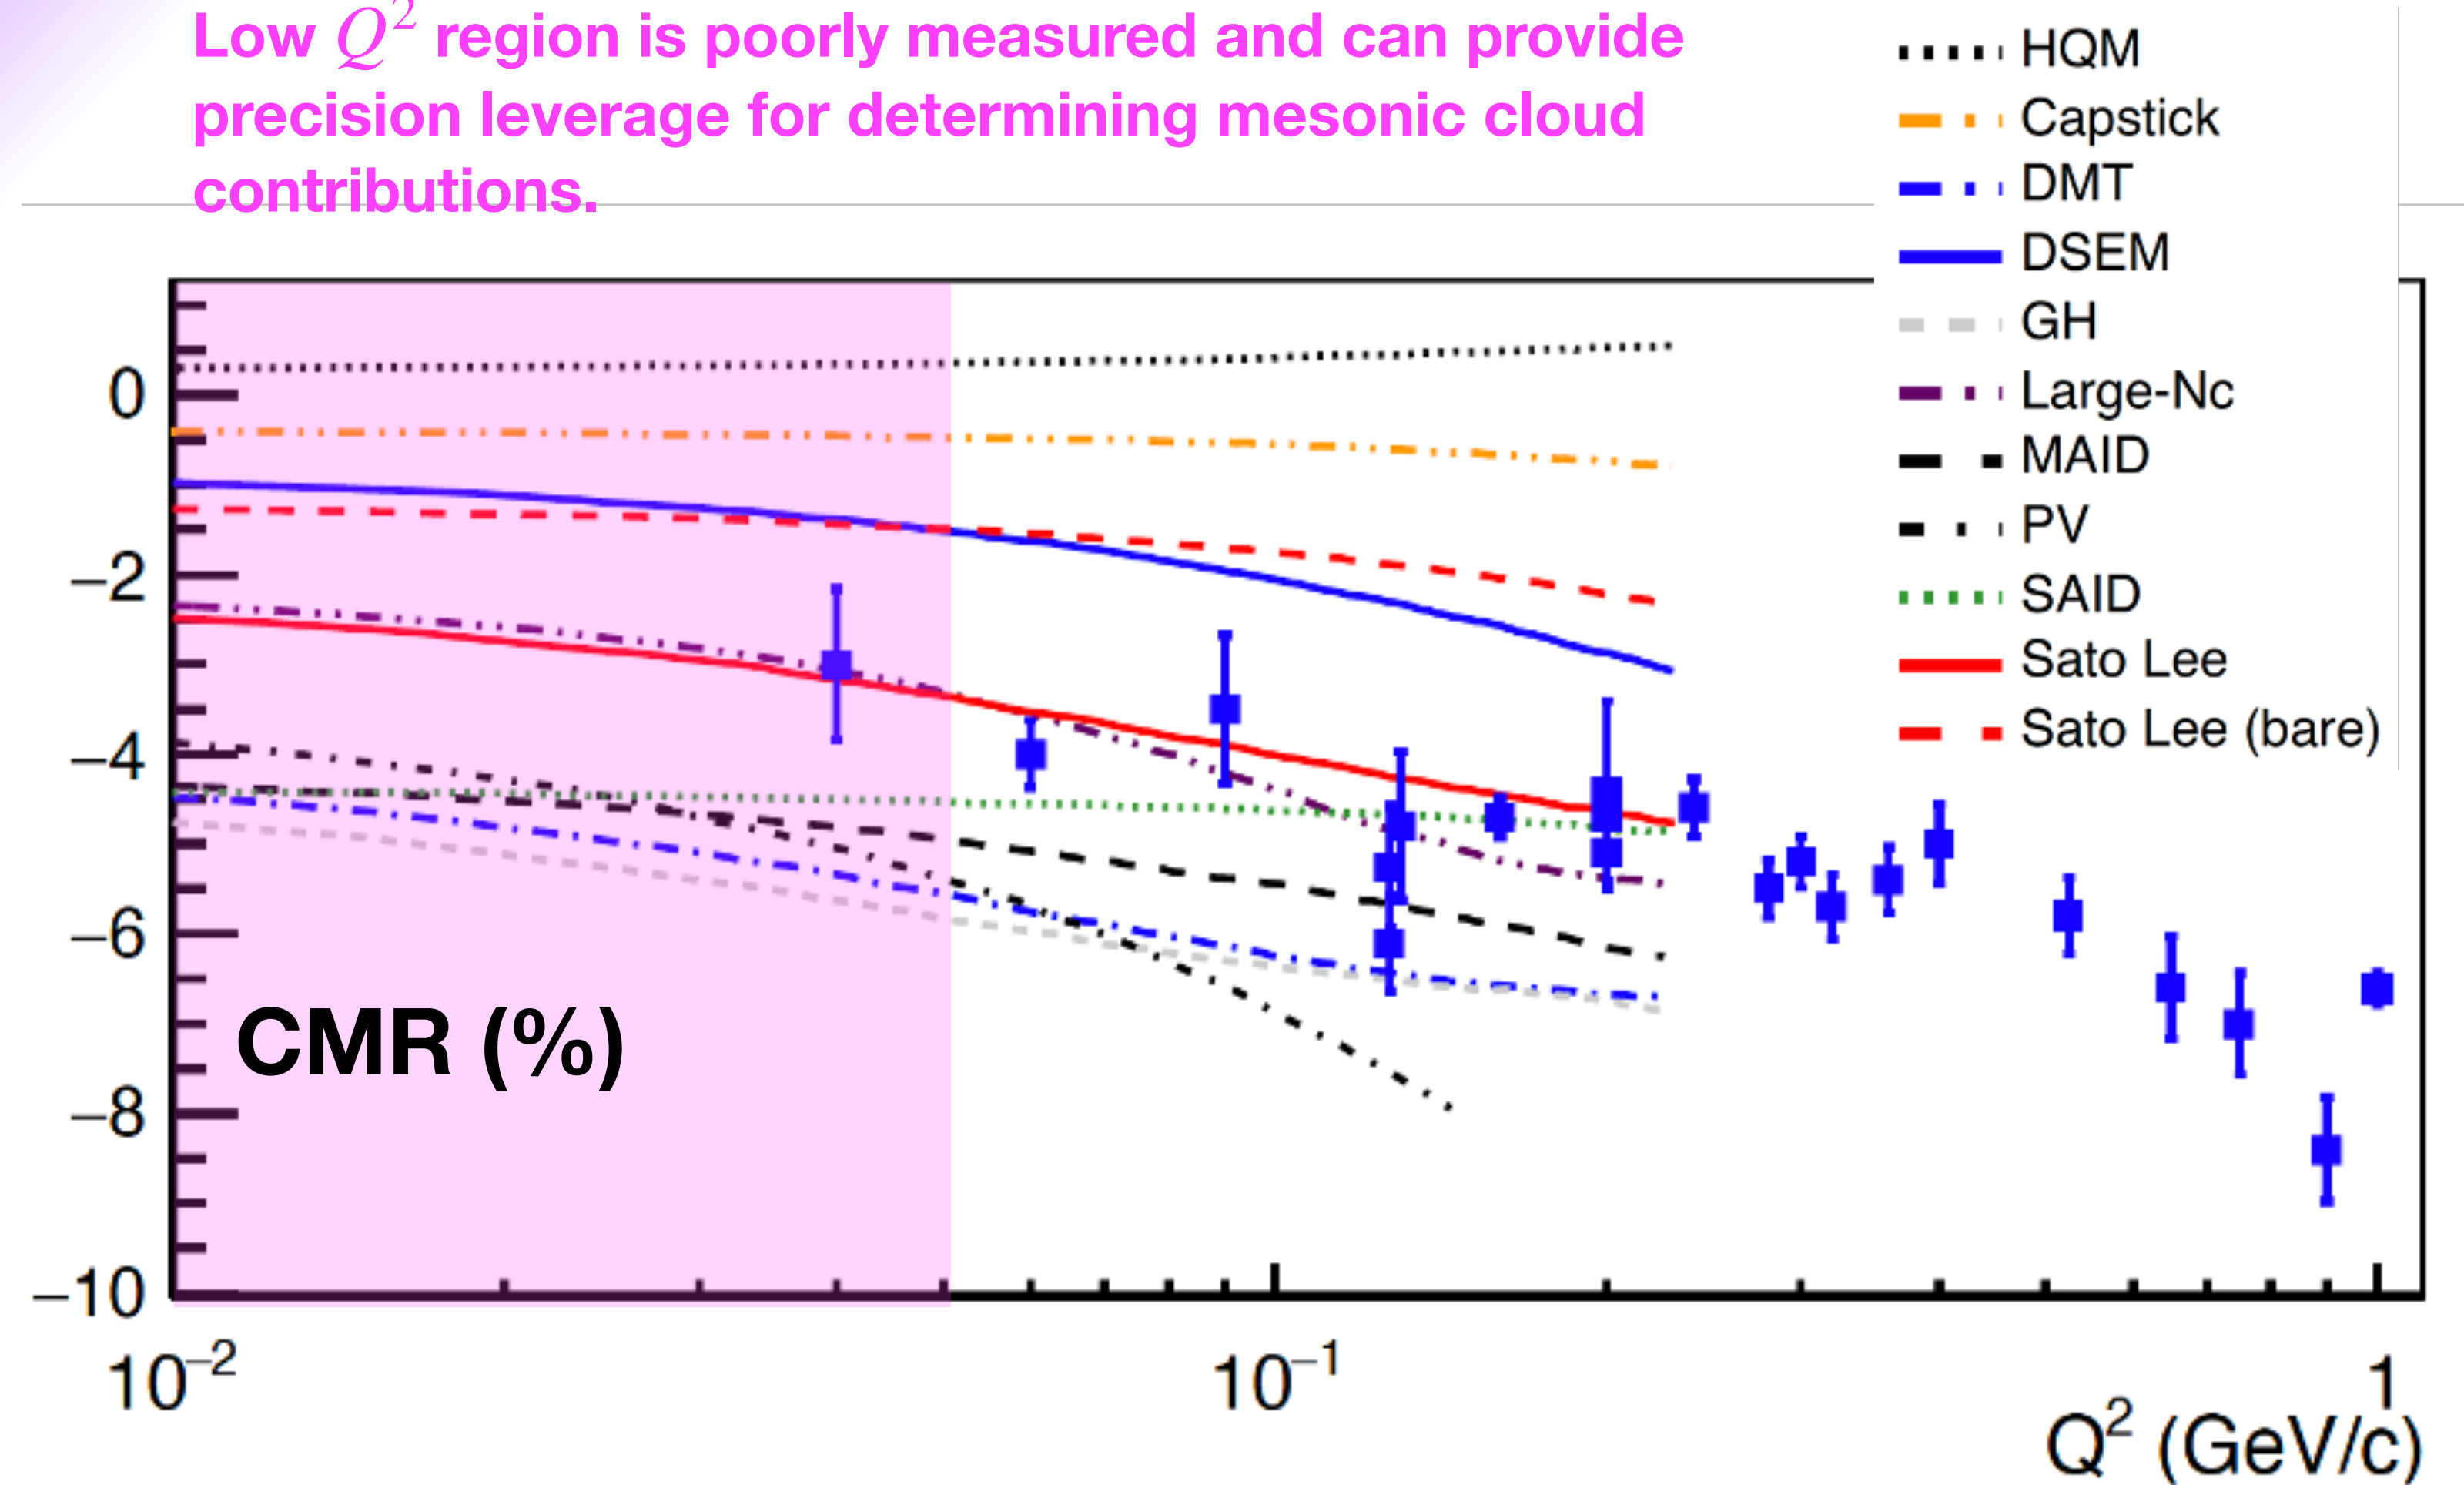 Low Q² region is poorly measured and can provide
precision leverage for determining mesonic cloud
contributions.
HQM
Capstick
DMT
DSEM
GH
Large-Nc
MAID
PV
SAID
Sato Lee
Sato Lee (bare)
0
−2
−4
−6
−8
−10
CMR (%)
10⁻²
10⁻¹
1
Q² (GeV/c)